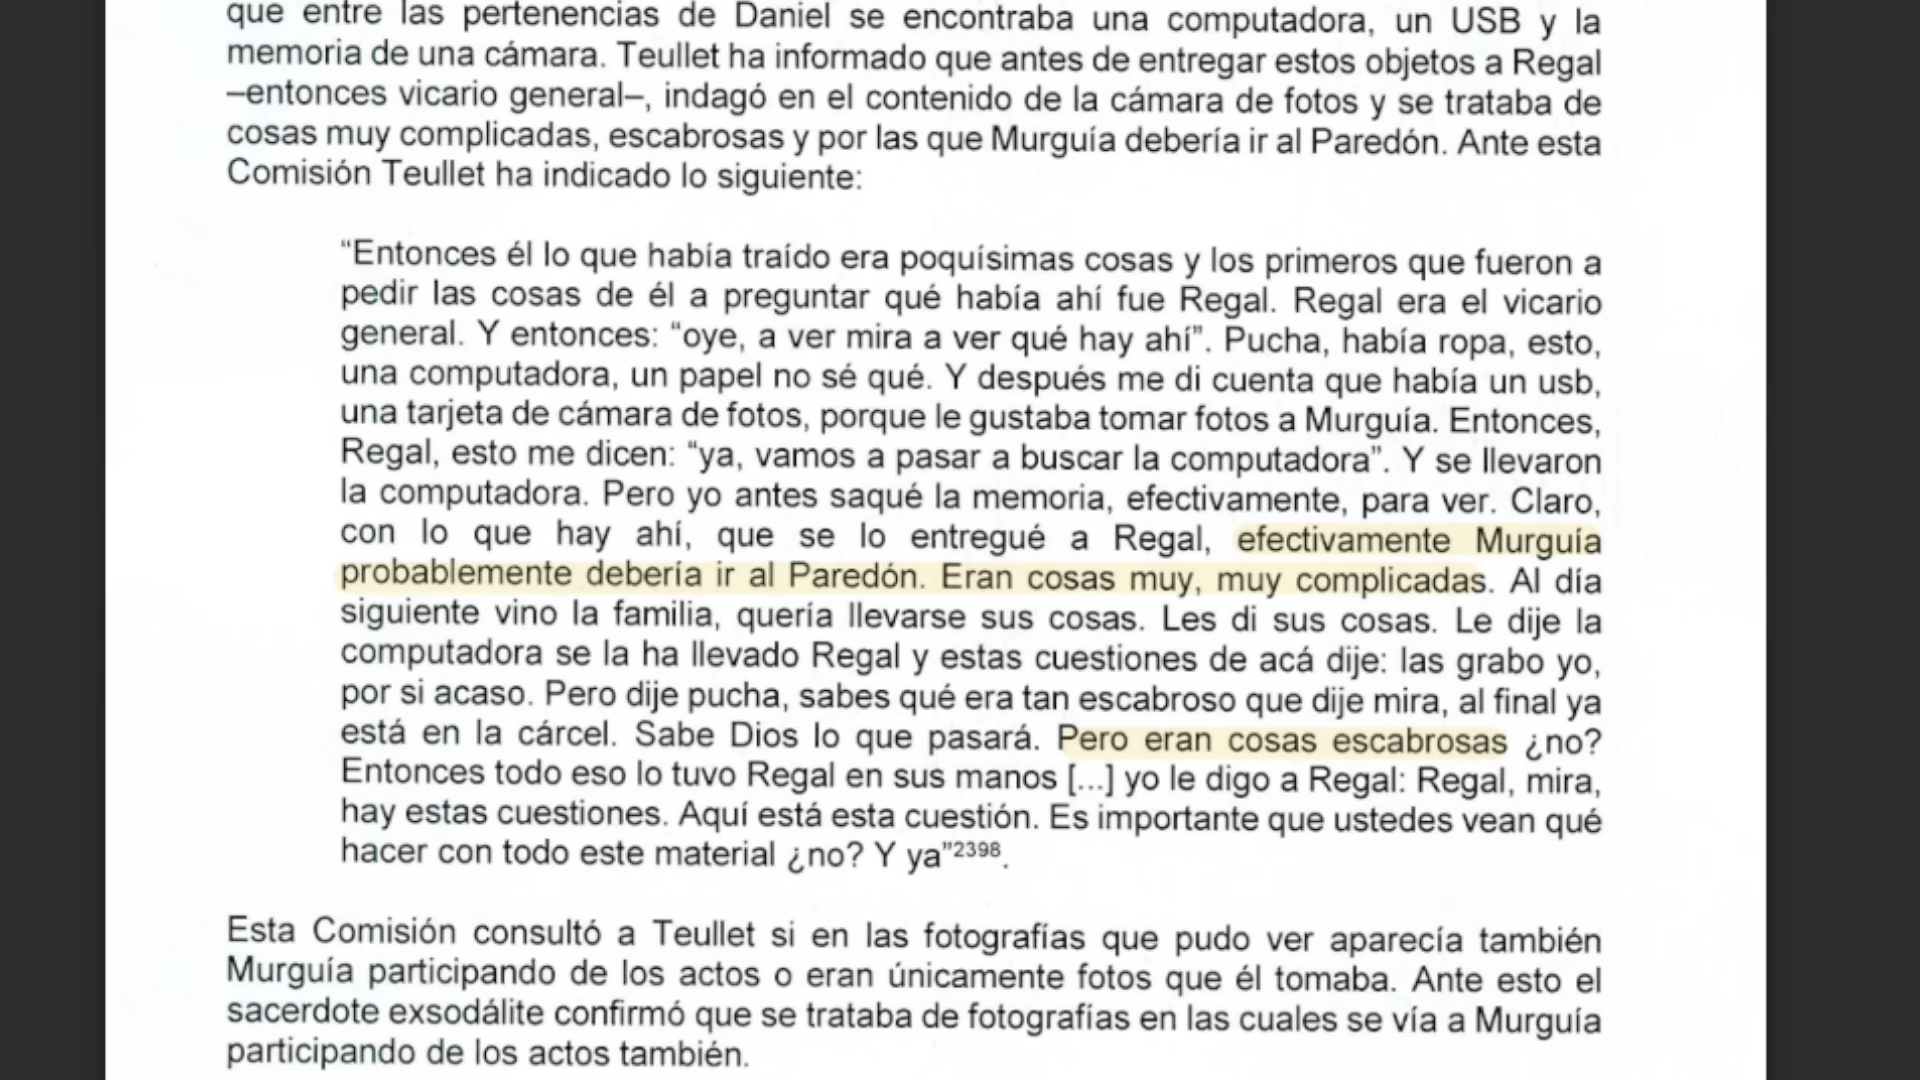 que entre las pertenencias de Daniel se encontraba una computadora, un USB y la
memoria de una cámara. Teullet ha informado que antes de entregar estos objetos a Regal
–entonces vicario general–, indagó en el contenido de la cámara de fotos y se trataba de
cosas muy complicadas, escabrosas y por las que Murguía debería ir al Paredón. Ante esta
Comisión Teullet ha indicado lo siguiente:
“Entonces él lo que había traído era poquísimas cosas y los primeros que fueron a
pedir las cosas de él a preguntar qué había ahí fue Regal. Regal era el vicario
general. Y entonces: “oye, a ver mira a ver qué hay ahí”. Pucha, había ropa, esto,
una computadora, un papel no sé qué. Y después me di cuenta que había un usb,
una tarjeta de cámara de fotos, porque le gustaba tomar fotos a Murguía. Entonces,
Regal, esto me dicen: “ya, vamos a pasar a buscar la computadora”. Y se llevaron
la computadora. Pero yo antes saqué la memoria, efectivamente, para ver. Claro,
con lo que hay ahí, que se lo entregué a Regal, efectivamente Murguía
probablemente debería ir al Paredón. Eran cosas muy, muy complicadas. Al día
siguiente vino la familia, quería llevarse sus cosas. Les di sus cosas. Le dije la
computadora se la ha llevado Regal y estas cuestiones de acá dije: las grabo yo,
por si acaso. Pero dije pucha, sabes qué era tan escabroso que dije mira, al final ya
está en la cárcel. Sabe Dios lo que pasará. Pero eran cosas escabrosas ¿no?
Entonces todo eso lo tuvo Regal en sus manos [...] yo le digo a Regal: Regal, mira,
hay estas cuestiones. Aquí está esta cuestión. Es importante que ustedes vean qué
hacer con todo este material ¿no? Y ya”2398.
Esta Comisión consultó a Teullet si en las fotografías que pudo ver aparecía también
Murguía participando de los actos o eran únicamente fotos que él tomaba. Ante esto el
sacerdote exsodálite confirmó que se trataba de fotografías en las cuales se vía a Murguía
participando de los actos también.